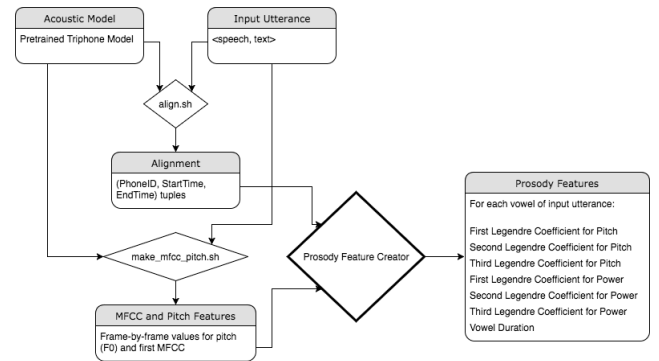 Acoustic Model
Pretrained Triphone Model
Input Utterance
<speech, text>
align.sh
Alignment
(PhoneID, StartTime,
EndTime) tuples
make_mfcc_pitch.sh
MFCC and Pitch Features
Frame-by-frame values for pitch
(F0) and first MFCC
Prosody Feature Creator
Prosody Features
For each vowel of input utterance:
First Legendre Coefficient for Pitch
Second Legendre Coefficient for Pitch
Third Legendre Coefficient for Pitch
First Legendre Coefficient for Power
Second Legendre Coefficient for Power
Third Legendre Coefficient for Power
Vowel Duration